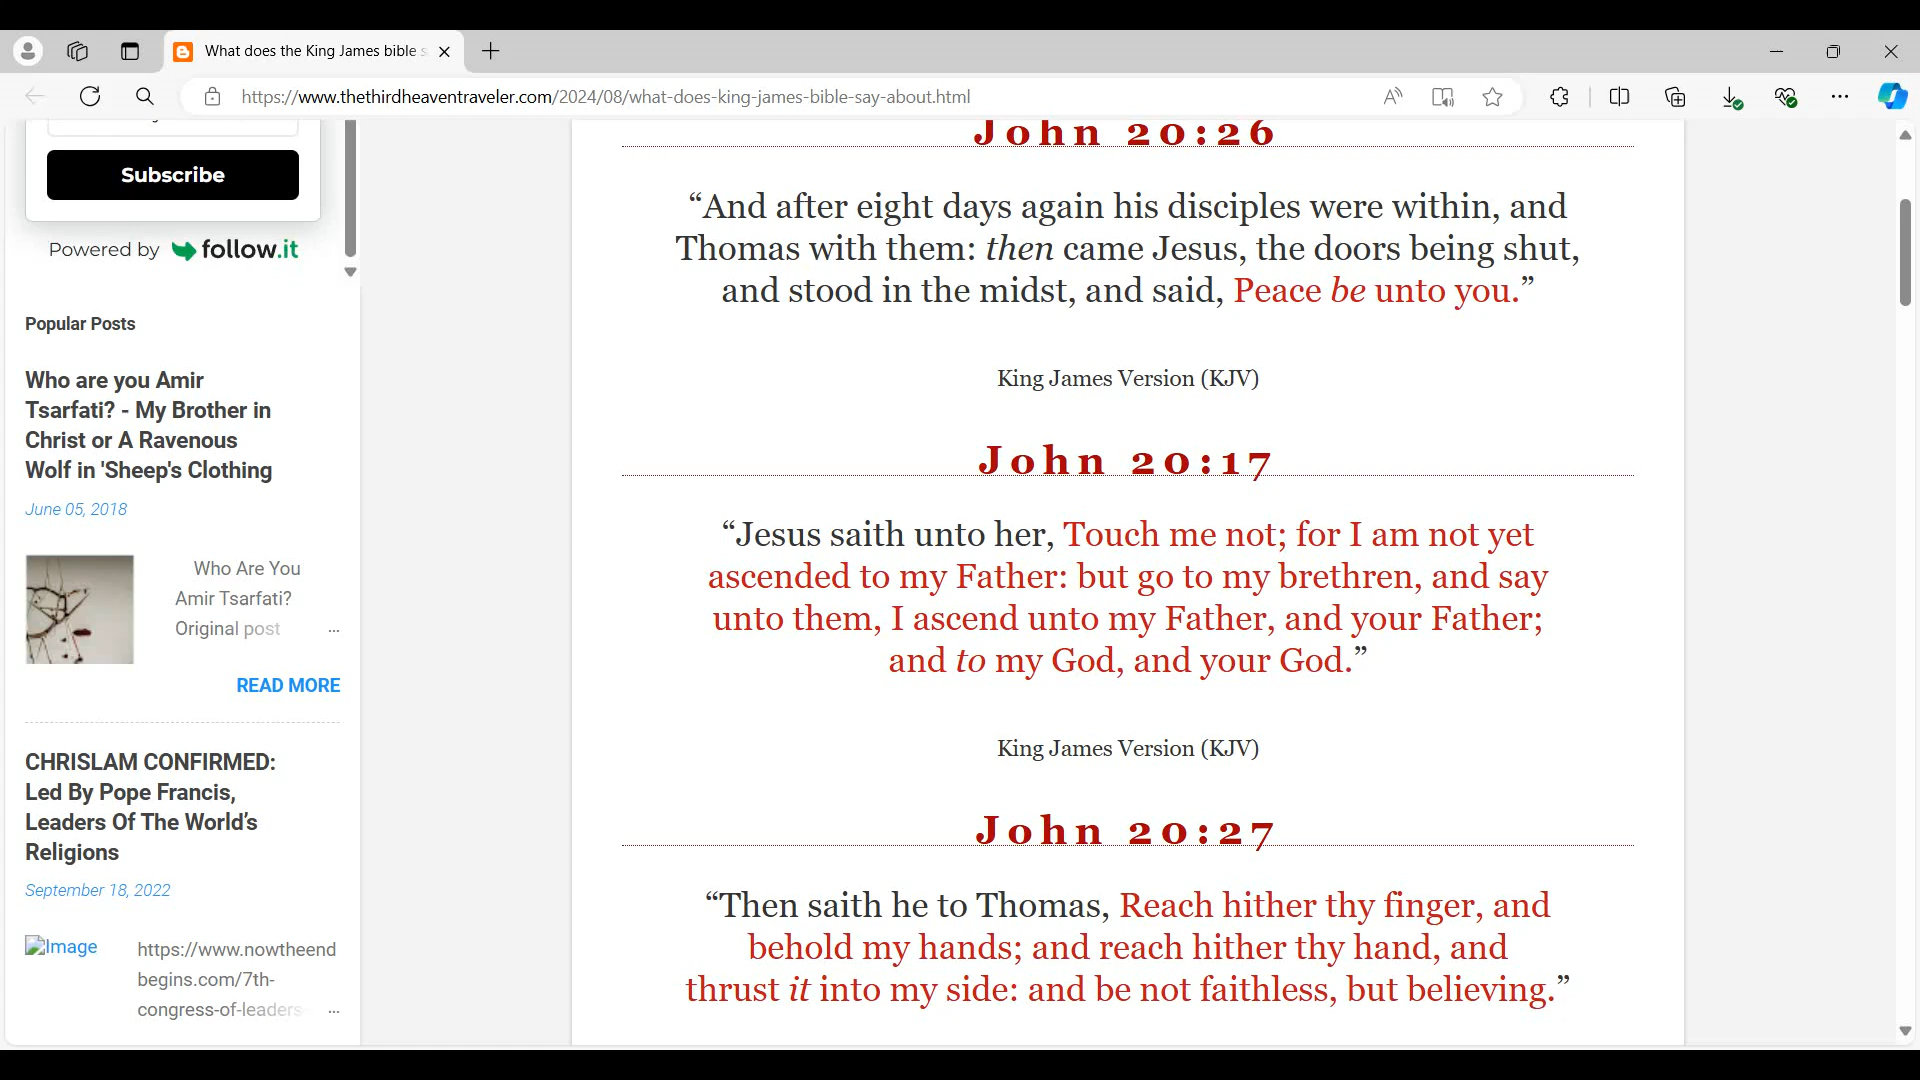 What does the King James bible s
https://www.thethirdheaventraveler.com/2024/08/what-does-king-james-bible-say-about.html
Subscribe
Powered by follow.it
Popular Posts
Who are you Amir
Tsarfati? - My Brother in
Christ or A Ravenous
Wolf in 'Sheep's Clothing
June 05, 2018
Who Are You
Amir Tsarfati?
Original post ...
READ MORE
CHRISLAM CONFIRMED:
Led By Pope Francis,
Leaders Of The World’s
Religions
September 18, 2022
Image
https://www.nowtheend
begins.com/7th-
congress-of-leaders ...
John 20:26
“And after eight days again his disciples were within, and
Thomas with them: then came Jesus, the doors being shut,
and stood in the midst, and said, Peace be unto you.”
King James Version (KJV)
John 20:17
“Jesus saith unto her, Touch me not; for I am not yet
ascended to my Father: but go to my brethren, and say
unto them, I ascend unto my Father, and your Father;
and to my God, and your God.”
King James Version (KJV)
John 20:27
“Then saith he to Thomas, Reach hither thy finger, and
behold my hands; and reach hither thy hand, and
thrust it into my side: and be not faithless, but believing.”